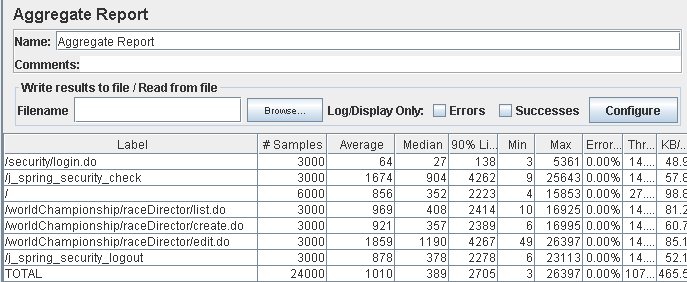 Aggregate Report
Name: Aggregate Report
Comments:
Write results to file / Read from file
Filename Browse... Log/Display Only: Errors Successes Configure
Label # Samples Average Median 90% Li... Min Max Error... Thr... KB/...
/security/login.do 3000 64 27 138 3 5361 0.00% 14.... 48.9
/j_spring_security_check 3000 1674 904 4262 9 25643 0.00% 14.... 57.8
/ 6000 856 352 2223 4 15853 0.00% 27.... 98.8
/worldChampionship/raceDirector/list.do 3000 969 408 2414 10 16925 0.00% 14.... 81.2
/worldChampionship/raceDirector/create.do 3000 921 357 2389 6 16995 0.00% 14.... 60.7
/worldChampionship/raceDirector/edit.do 3000 1859 1190 4267 49 26397 0.00% 14.... 85.1
/j_spring_security_logout 3000 878 378 2278 6 23113 0.00% 14.... 52.1
TOTAL 24000 1010 389 2705 3 26397 0.00% 107... 465.5